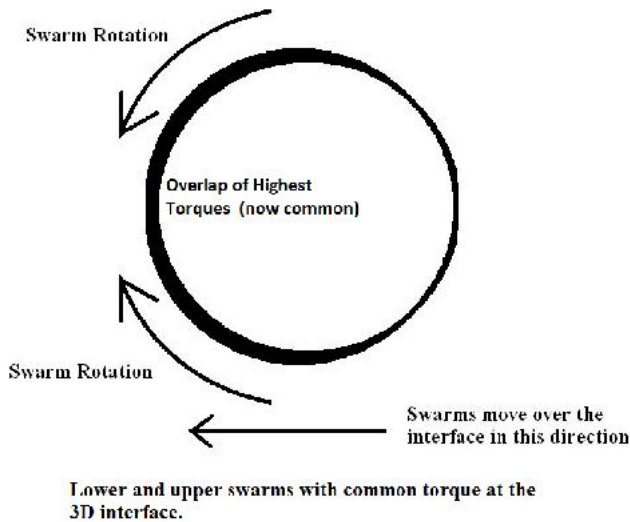 Swarm Rotation
Overlap of Highest
Torques (now common)
Swarm Rotation
Swarms move over the
interface in this direction
Lower and upper swarms with common torque at the
3D interface.